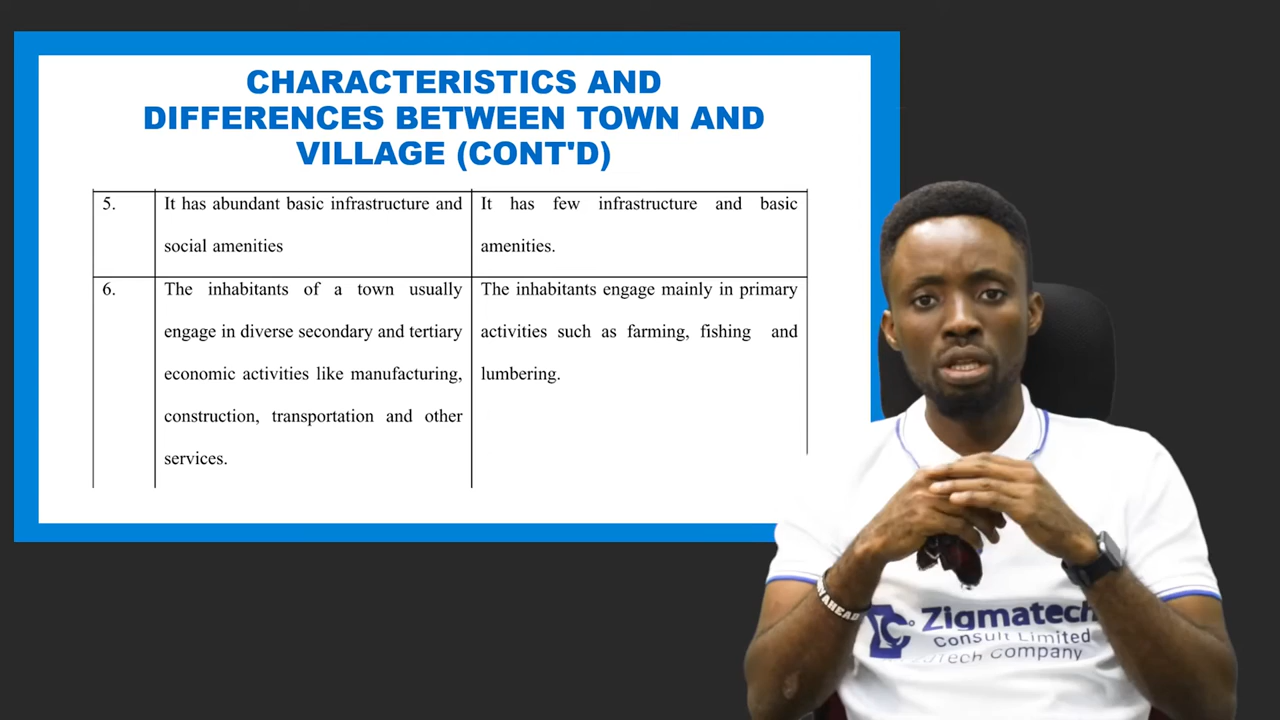 CHARACTERISTICS AND
DIFFERENCES BETWEEN TOWN AND
VILLAGE (CONT'D)
5.
It has abundant basic infrastructure and
social amenities
It has few infrastructure and basic
amenities.
6.
The inhabitants of a town usually
engage in diverse secondary and tertiary
economic activities like manufacturing,
construction, transportation and other
services.
The inhabitants engage mainly in primary
activities such as farming, fishing and
lumbering.
AHEAD
Zigmatech
Consult Limited
Company